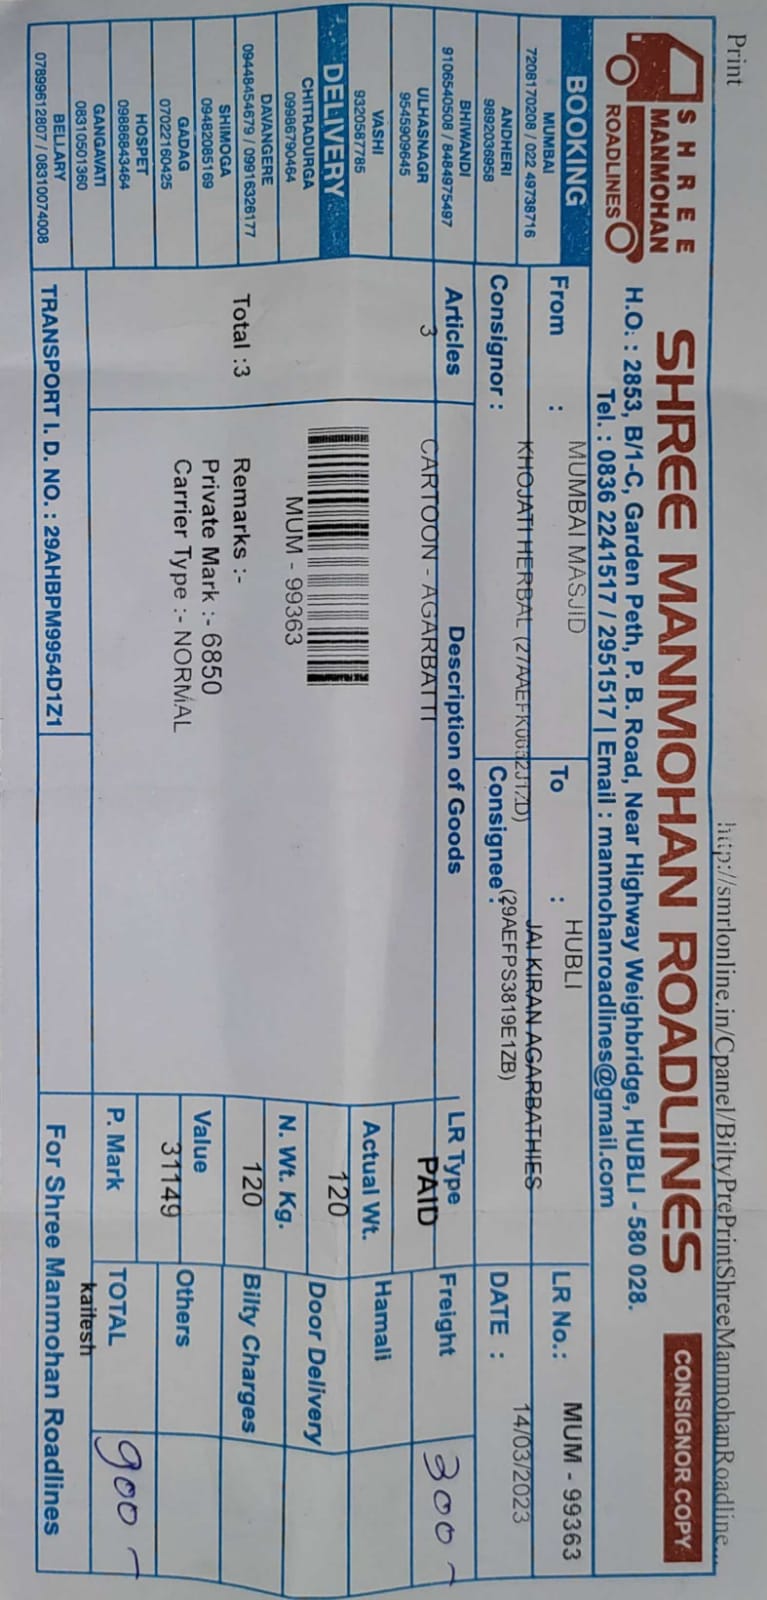 Print
http://smrlonline.in/Cpanel/BiltyPrePrintShreeManmohanRoadline...
SHREE
MANMOHAN
ROADLINES
SHREE MANMOHAN ROADLINES
CONSIGNOR COPY
H.O. : 2853, B/1-C, Garden Peth, P. B. Road, Near Highway Weighbridge, HUBLI - 580 028.
Tel. : 0836 2241517 / 2951517 | Email : manmohanroadlines@gmail.com
BOOKING
MUMBAI
7208170208 / 022 49738716
ANDHERI
9892036958
BHIWANDI
9106540508 / 8484975497
ULHASNAGR
9545909645
VASHI
9320587785
DELIVERY
CHITRADURGA
09986790464
DAVANGERE
09448454679 / 09916326177
SHIMOGA
09482085169
GADAG
07022160425
HOSPET
09886843464
GANGAVATI
08310501360
BELLARY
07899612807 / 08310074008
From : MUMBAI MASJID
To : HUBLI
LR No.: MUM - 99363
Consignor :
KHOJATI HERBAL
Consignee :
JAI KIRAN AGARBATHIES
(29AEFPS3819E1ZB)
DATE : 14/03/2023
Articles
3
Description of Goods
CARTOON - AGARBATTI
LR Type
PAID
Freight
300 -
Actual Wt.
120
Hamali
MUM - 99363
N. Wt. Kg.
120
Door Delivery
Total :3
Remarks :-
Private Mark :- 6850
Carrier Type :- NORMAL
Bilty Charges
Value
31149
Others
P. Mark
TOTAL
900 -
kailesh
TRANSPORT I. D. NO. : 29AHBPM9954D1Z1
For Shree Manmohan Roadlines